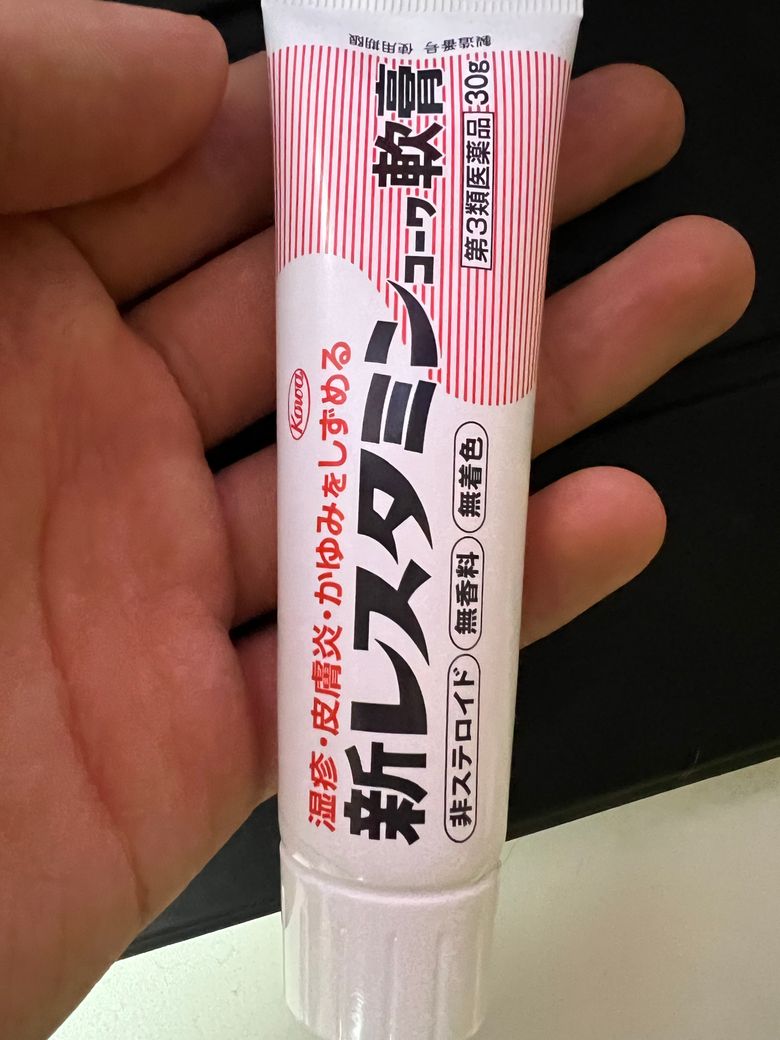 湿疹・皮膚炎・かゆみをしずめる
Kowa
新レスタミンコーワ軟膏
非ステロイド 無香料 無着色
第3類医薬品 30g
製造番号 使用期限